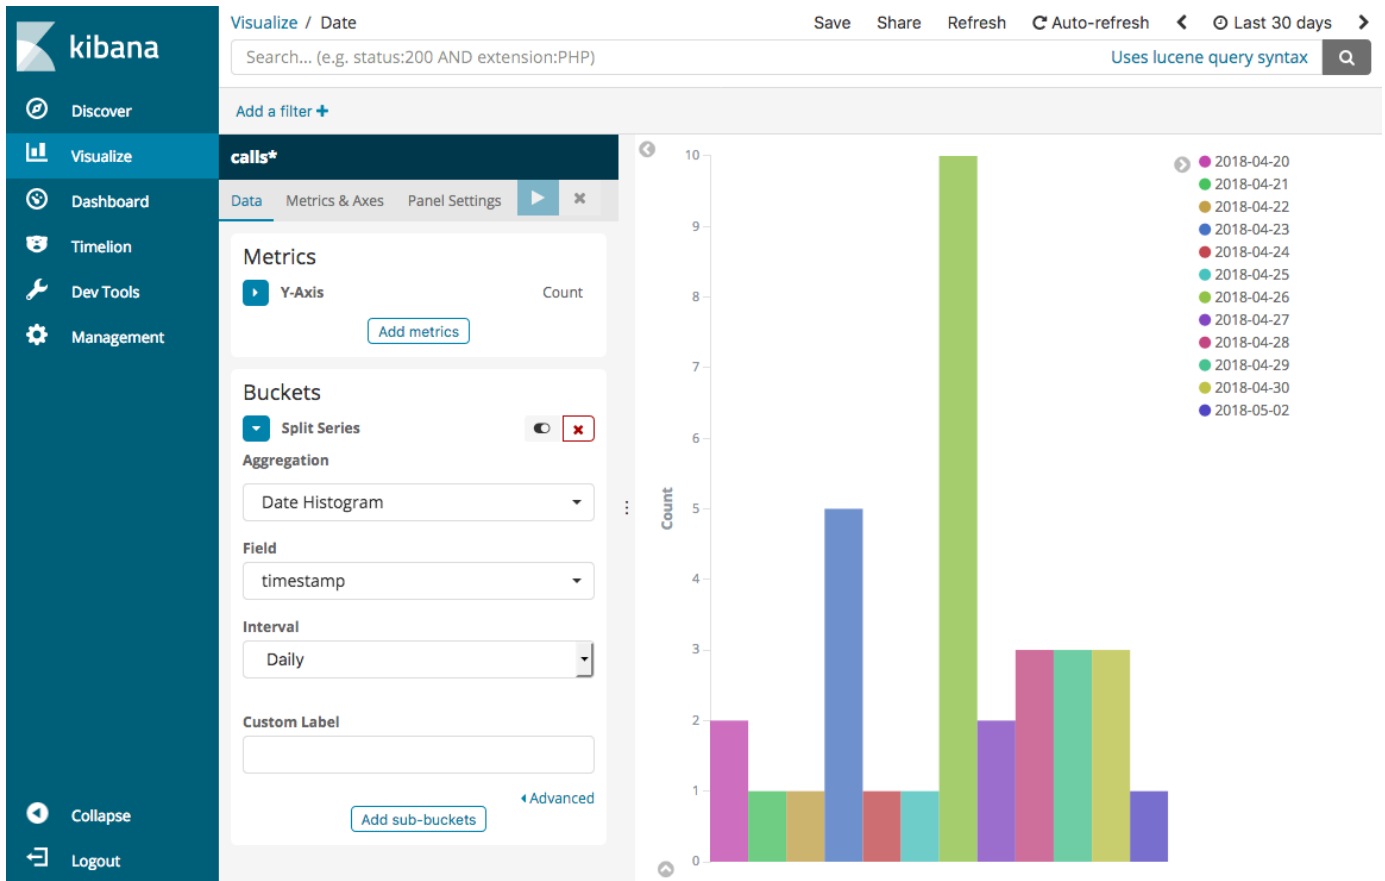 kibana
Discover
Visualize
Dashboard
Timelion
Dev Tools
Management
Collapse
Logout
Visualize / Date
Save Share Refresh Auto-refresh Last 30 days
Search... (e.g. status:200 AND extension:PHP) Uses lucene query syntax
Add a filter +
calls*
Data Metrics & Axes Panel Settings
Metrics
Y-Axis Count
Add metrics
Buckets
Split Series
Aggregation
Date Histogram
Field
timestamp
Interval
Daily
Custom Label
Advanced
Add sub-buckets
Count
10
9
8
7
6
5
4
3
2
1
0
2018-04-20
2018-04-21
2018-04-22
2018-04-23
2018-04-24
2018-04-25
2018-04-26
2018-04-27
2018-04-28
2018-04-29
2018-04-30
2018-05-02